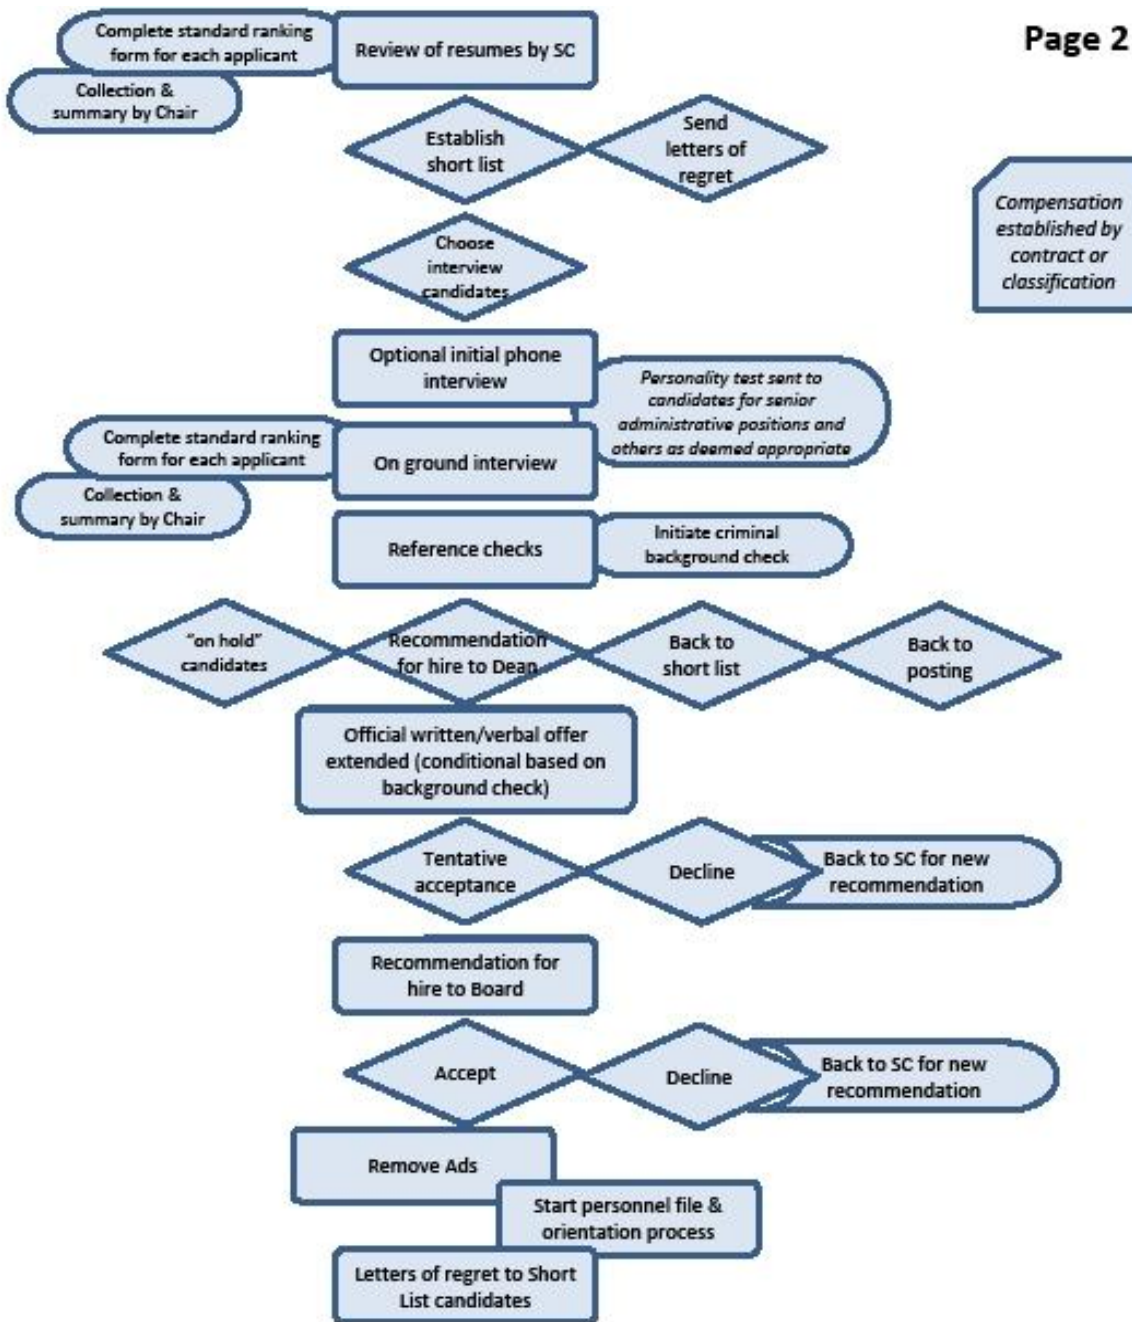 Page 2
Complete standard ranking
form for each applicant
Review of resumes by SC
Collection &
summary by Chair
Establish
short list
Send
letters of
regret
Compensation
established by
contract or
classification
Choose
interview
candidates
Optional initial phone
interview
Personality test sent to
candidates for senior
administrative positions and
others as deemed appropriate
Complete standard ranking
form for each applicant
On ground interview
Collection &
summary by Chair
Reference checks
Initiate criminal
background check
"on hold"
candidates
Recommendation
for hire to Dean
Back to
short list
Back to
posting
Official written/verbal offer
extended (conditional based on
background check)
Tentative
acceptance
Decline
Back to SC for new
recommendation
Recommendation for
hire to Board
Accept
Decline
Back to SC for new
recommendation
Remove Ads
Start personnel file &
orientation process
Letters of regret to Short
List candidates